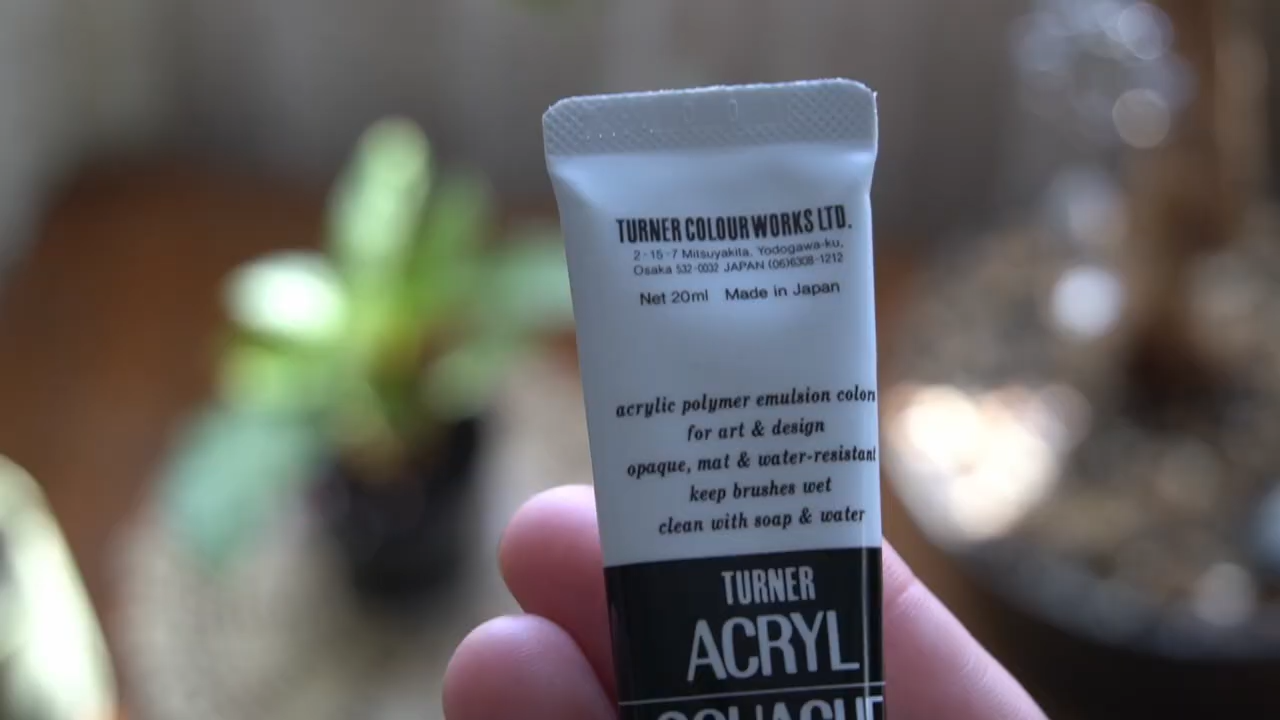 TURNER COLOUR WORKS LTD.
2-15-7 Mitsuyakita, Yodogawa-ku,
Osaka 532-0032 JAPAN (06)6308-1212
Net 20ml Made in Japan
acrylic polymer emulsion colors
for art & design
opaque, mat & water-resistant
keep brushes wet
clean with soap & water
TURNER
ACRYL
GOUACHE